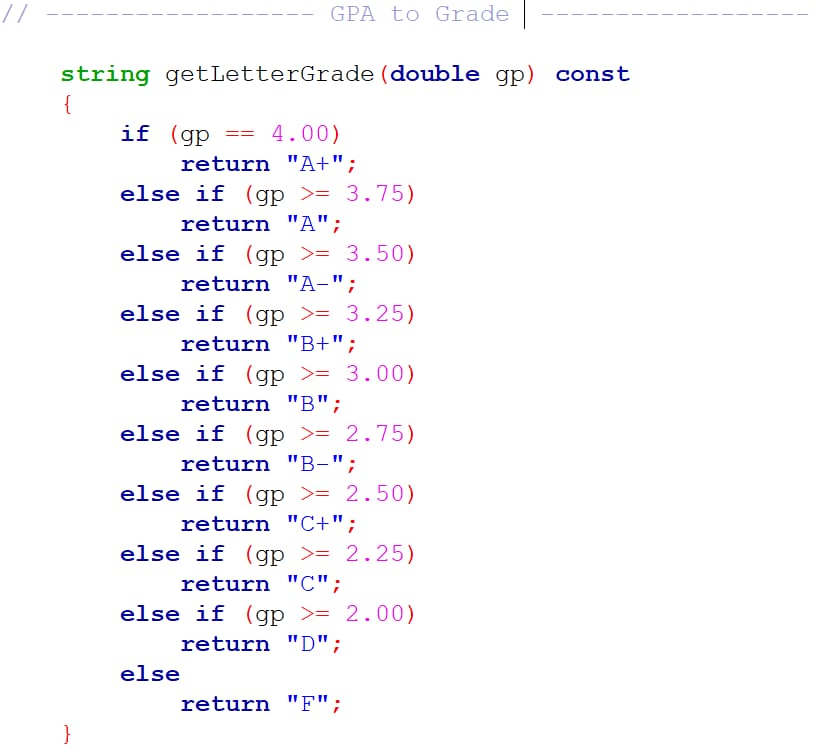 // ------------------ GPA to Grade ------------------
string getLetterGrade(double gp) const
{
if (gp == 4.00)
return "A+";
else if (gp >= 3.75)
return "A";
else if (gp >= 3.50)
return "A-";
else if (gp >= 3.25)
return "B+";
else if (gp >= 3.00)
return "B";
else if (gp >= 2.75)
return "B-";
else if (gp >= 2.50)
return "C+";
else if (gp >= 2.25)
return "C";
else if (gp >= 2.00)
return "D";
else
return "F";
}